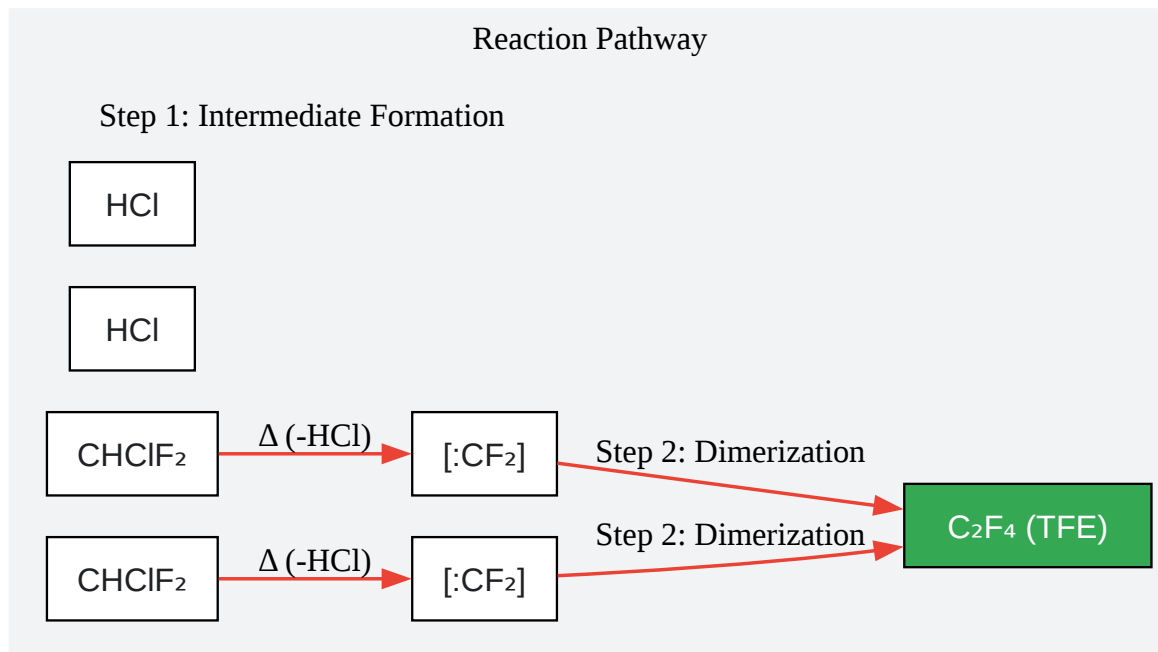 Reaction Pathway
Step 1: Intermediate Formation
HCl
HCl
CHClF₂
Δ (-HCl)
[:CF₂]
Step 2: Dimerization
C₂F₄ (TFE)
Step 2: Dimerization
CHClF₂
Δ (-HCl)
[:CF₂]